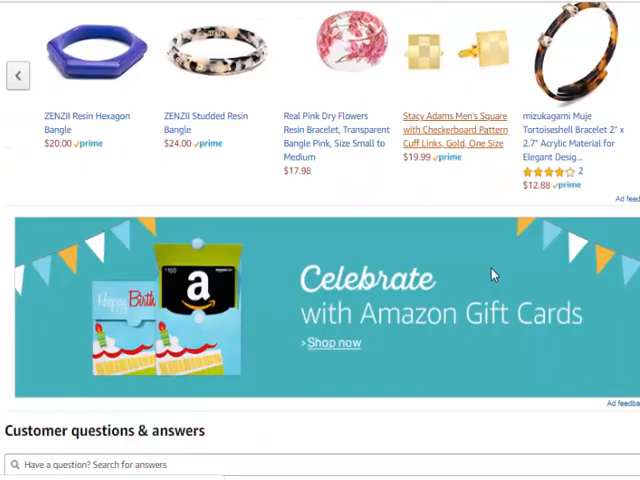 ZENZII Resin Hexagon
Bangle
$20.00 prime
ZENZII Studded Resin
Bangle
$24.00 prime
Real Pink Dry Flowers
Resin Bracelet, Transparent
Bangle Pink, Size Small to
Medium
$17.98
Stacy Adams Men's Square
with Checkerboard Pattern
Cuff Links, Gold, One Size
$19.99 prime
mizukagami Muje
Tortoiseshell Bracelet 2" x
2.7" Acrylic Material for
Elegant Desig...
2
$12.88 prime
Ad feed
$100
a
Happy Birth
Celebrate
with Amazon Gift Cards
>Shop now
Ad feedba
Customer questions & answers
Have a question? Search for answers